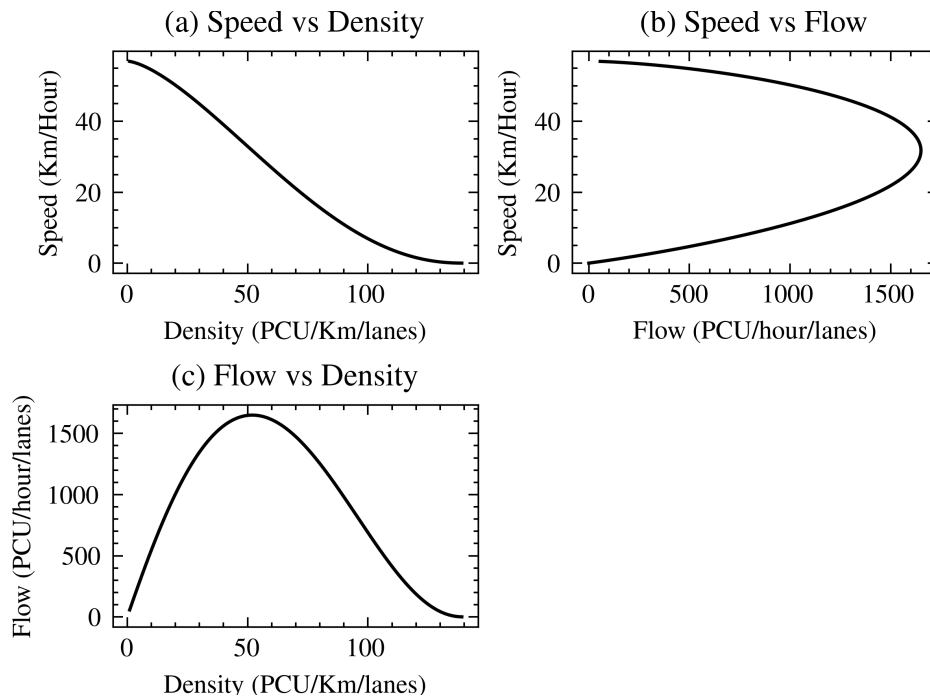 (a) Speed vs Density
Speed (Km/Hour)
40
20
0
0 50 100
Density (PCU/Km/lanes)
(b) Speed vs Flow
Speed (Km/Hour)
40
20
0
0 500 1000 1500
Flow (PCU/hour/lanes)
(c) Flow vs Density
Flow (PCU/hour/lanes)
1500
1000
500
0
0 50 100
Density (PCU/Km/lanes)